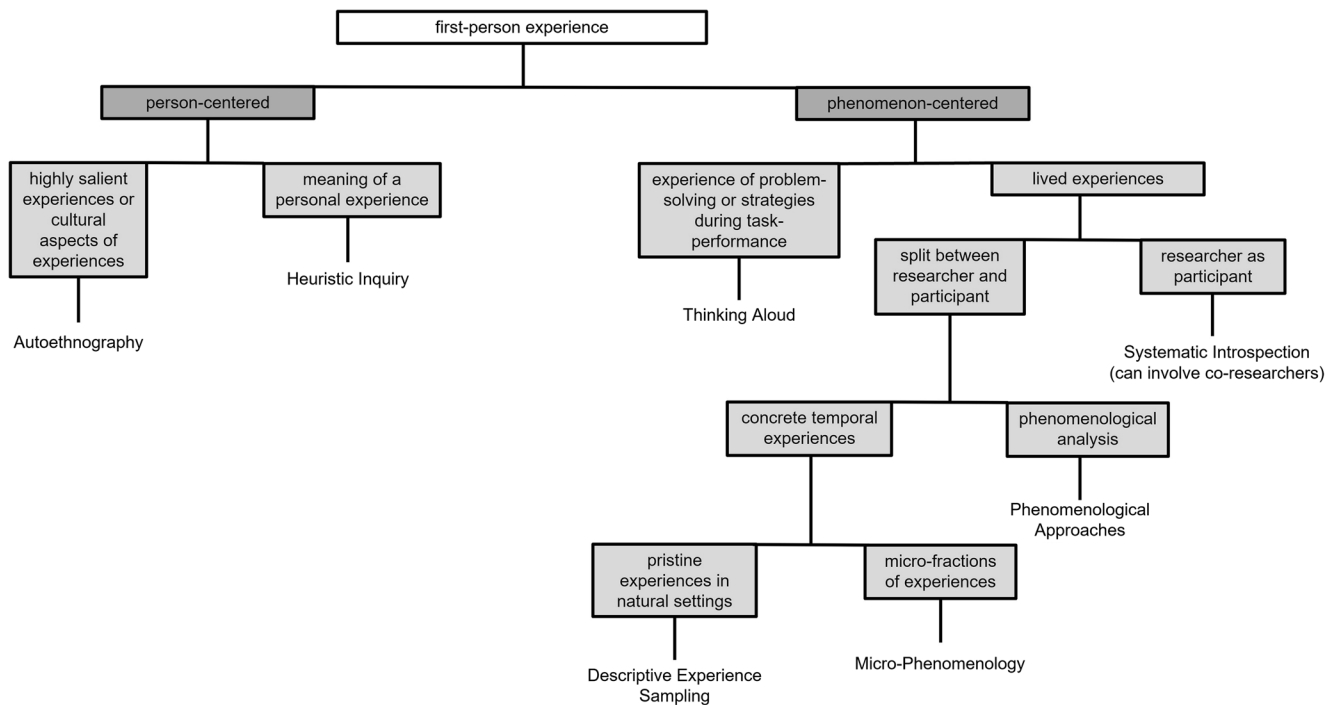 first-person experience
person-centered
phenomenon-centered
highly salient
experiences or
cultural
aspects of
experiences
meaning of a
personal experience
experience of problem-
solving or strategies
during task-
performance
lived experiences
Autoethnography
Heuristic Inquiry
Thinking Aloud
split between
researcher and
participant
researcher as
participant
Systematic Introspection
(can involve co-researchers)
concrete temporal
experiences
phenomenological
analysis
Phenomenological
Approaches
pristine
experiences in
natural settings
micro-fractions
of experiences
Descriptive Experience
Sampling
Micro-Phenomenology